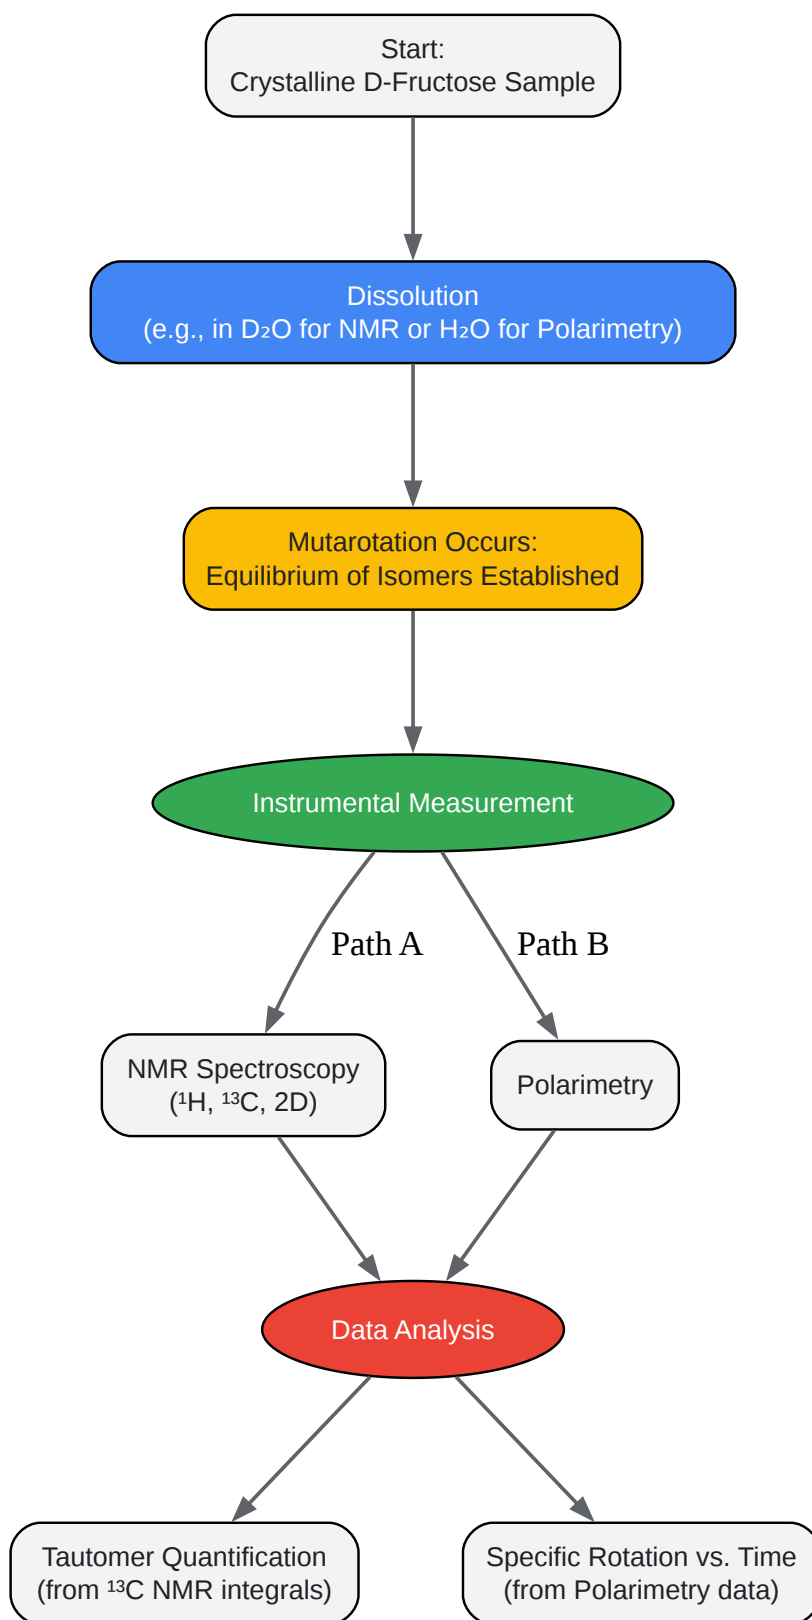 Start:
Crystalline D-Fructose Sample
Dissolution
(e.g., in D₂O for NMR or H₂O for Polarimetry)
Mutarotation Occurs:
Equilibrium of Isomers Established
Instrumental Measurement
Path A
Path B
NMR Spectroscopy
(¹H, ¹³C, 2D)
Polarimetry
Data Analysis
Tautomer Quantification
(from ¹³C NMR integrals)
Specific Rotation vs. Time
(from Polarimetry data)